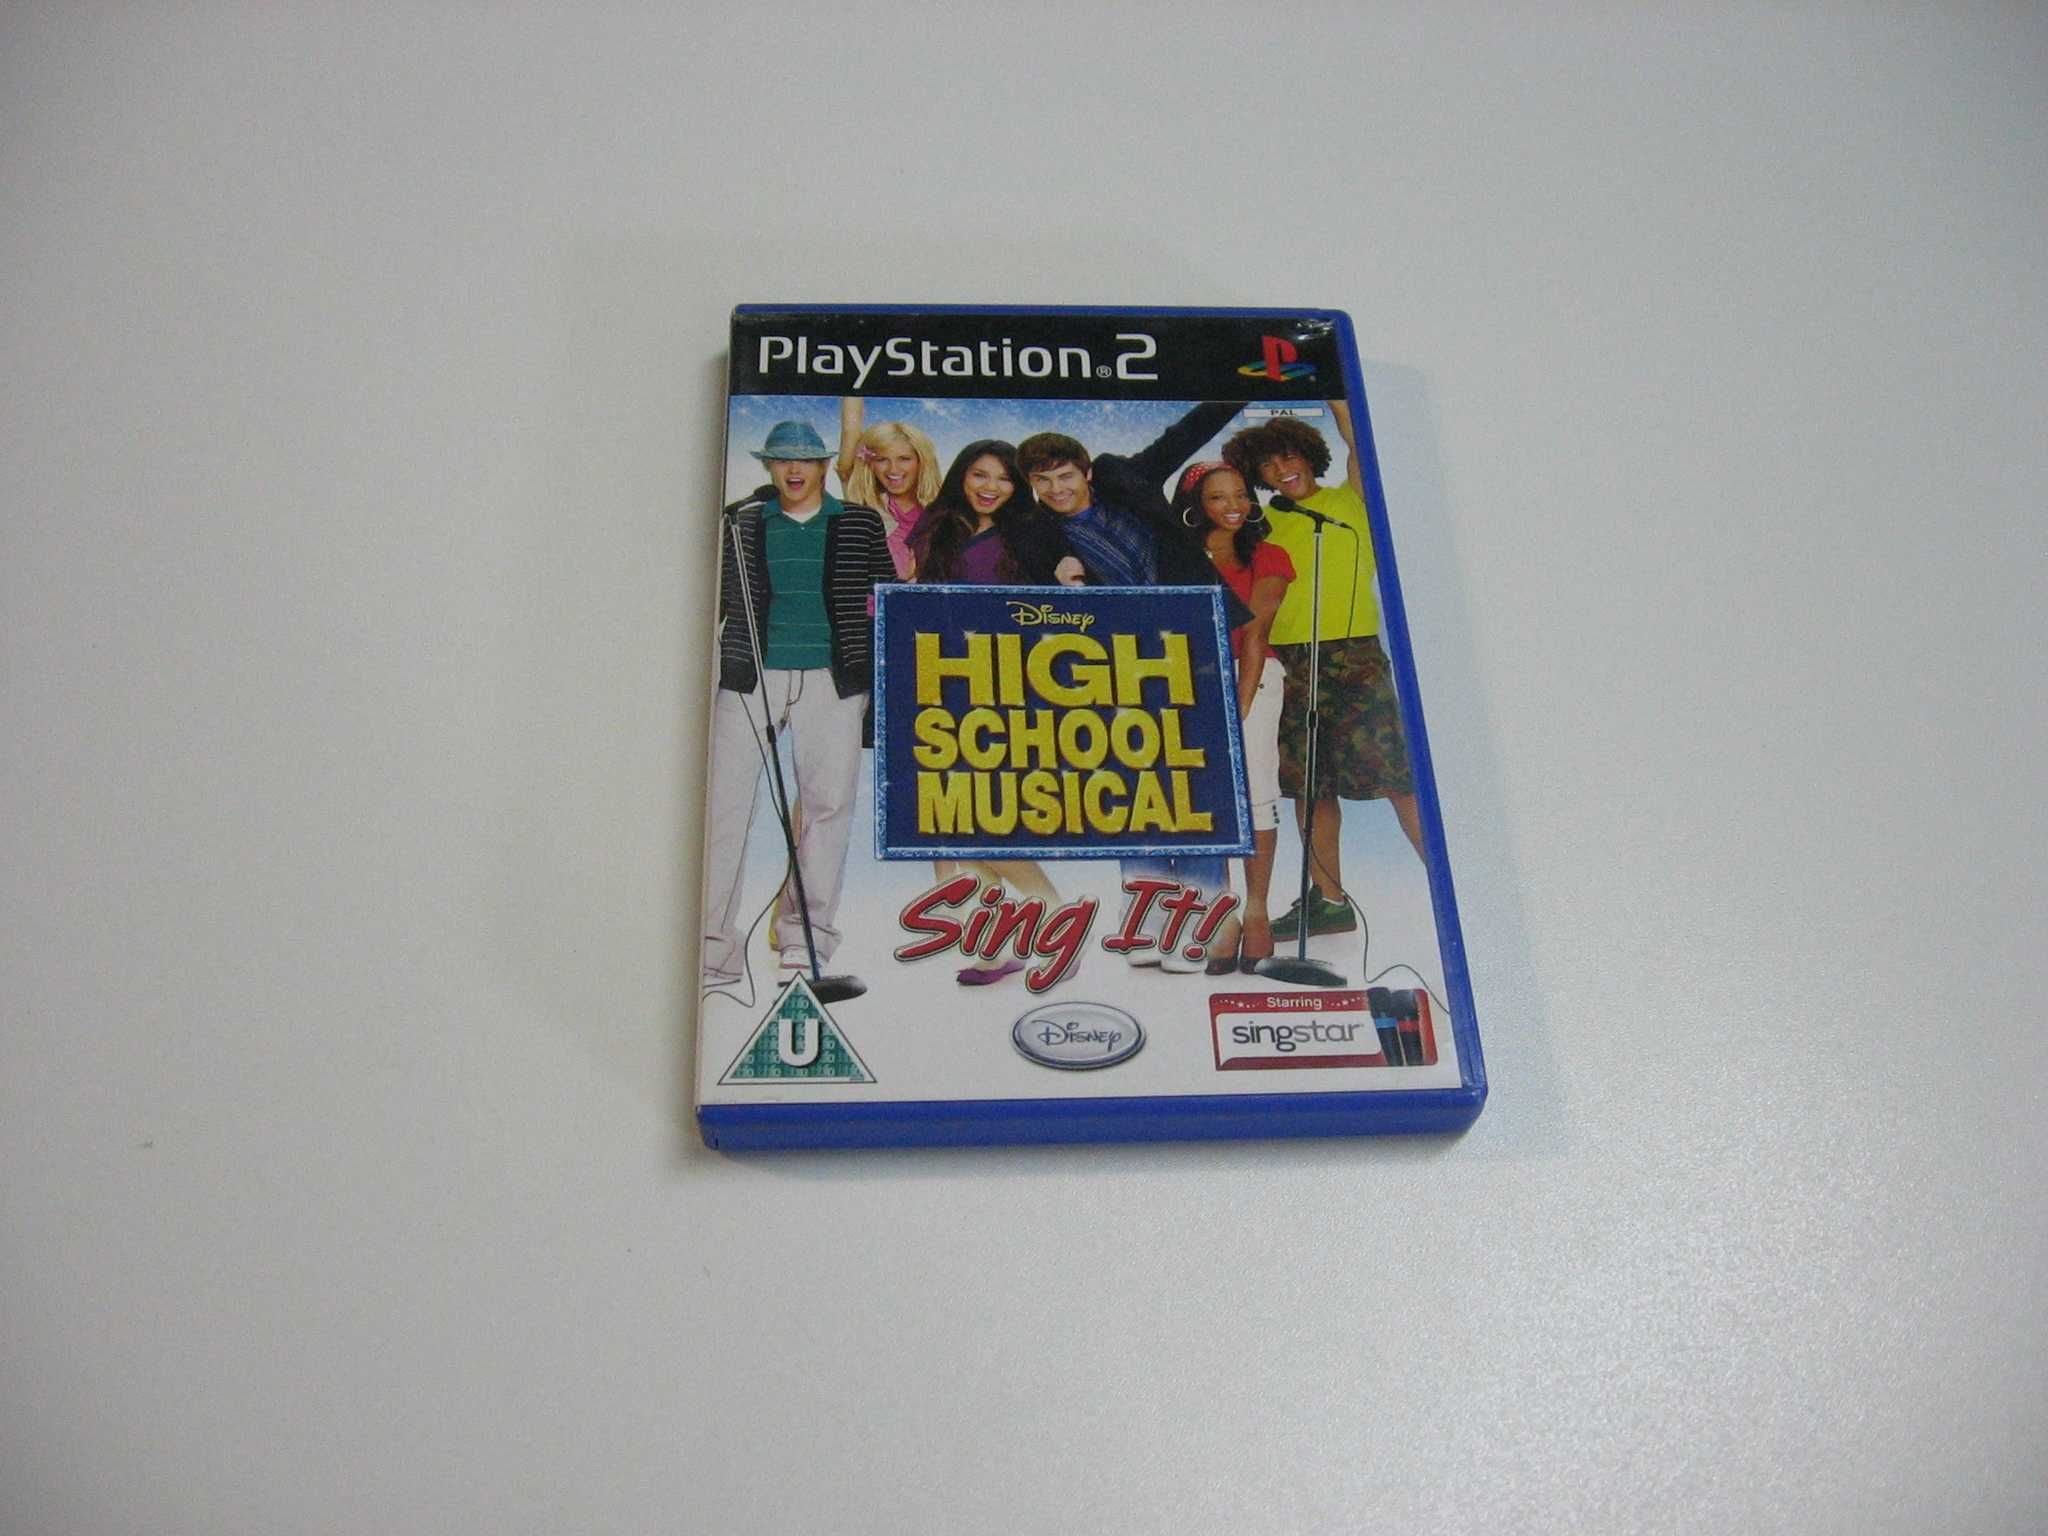 PlayStation®2
PAL
Disney
HIGH
SCHOOL
MUSICAL
Sing It!
U
Disney
Starring
singstar